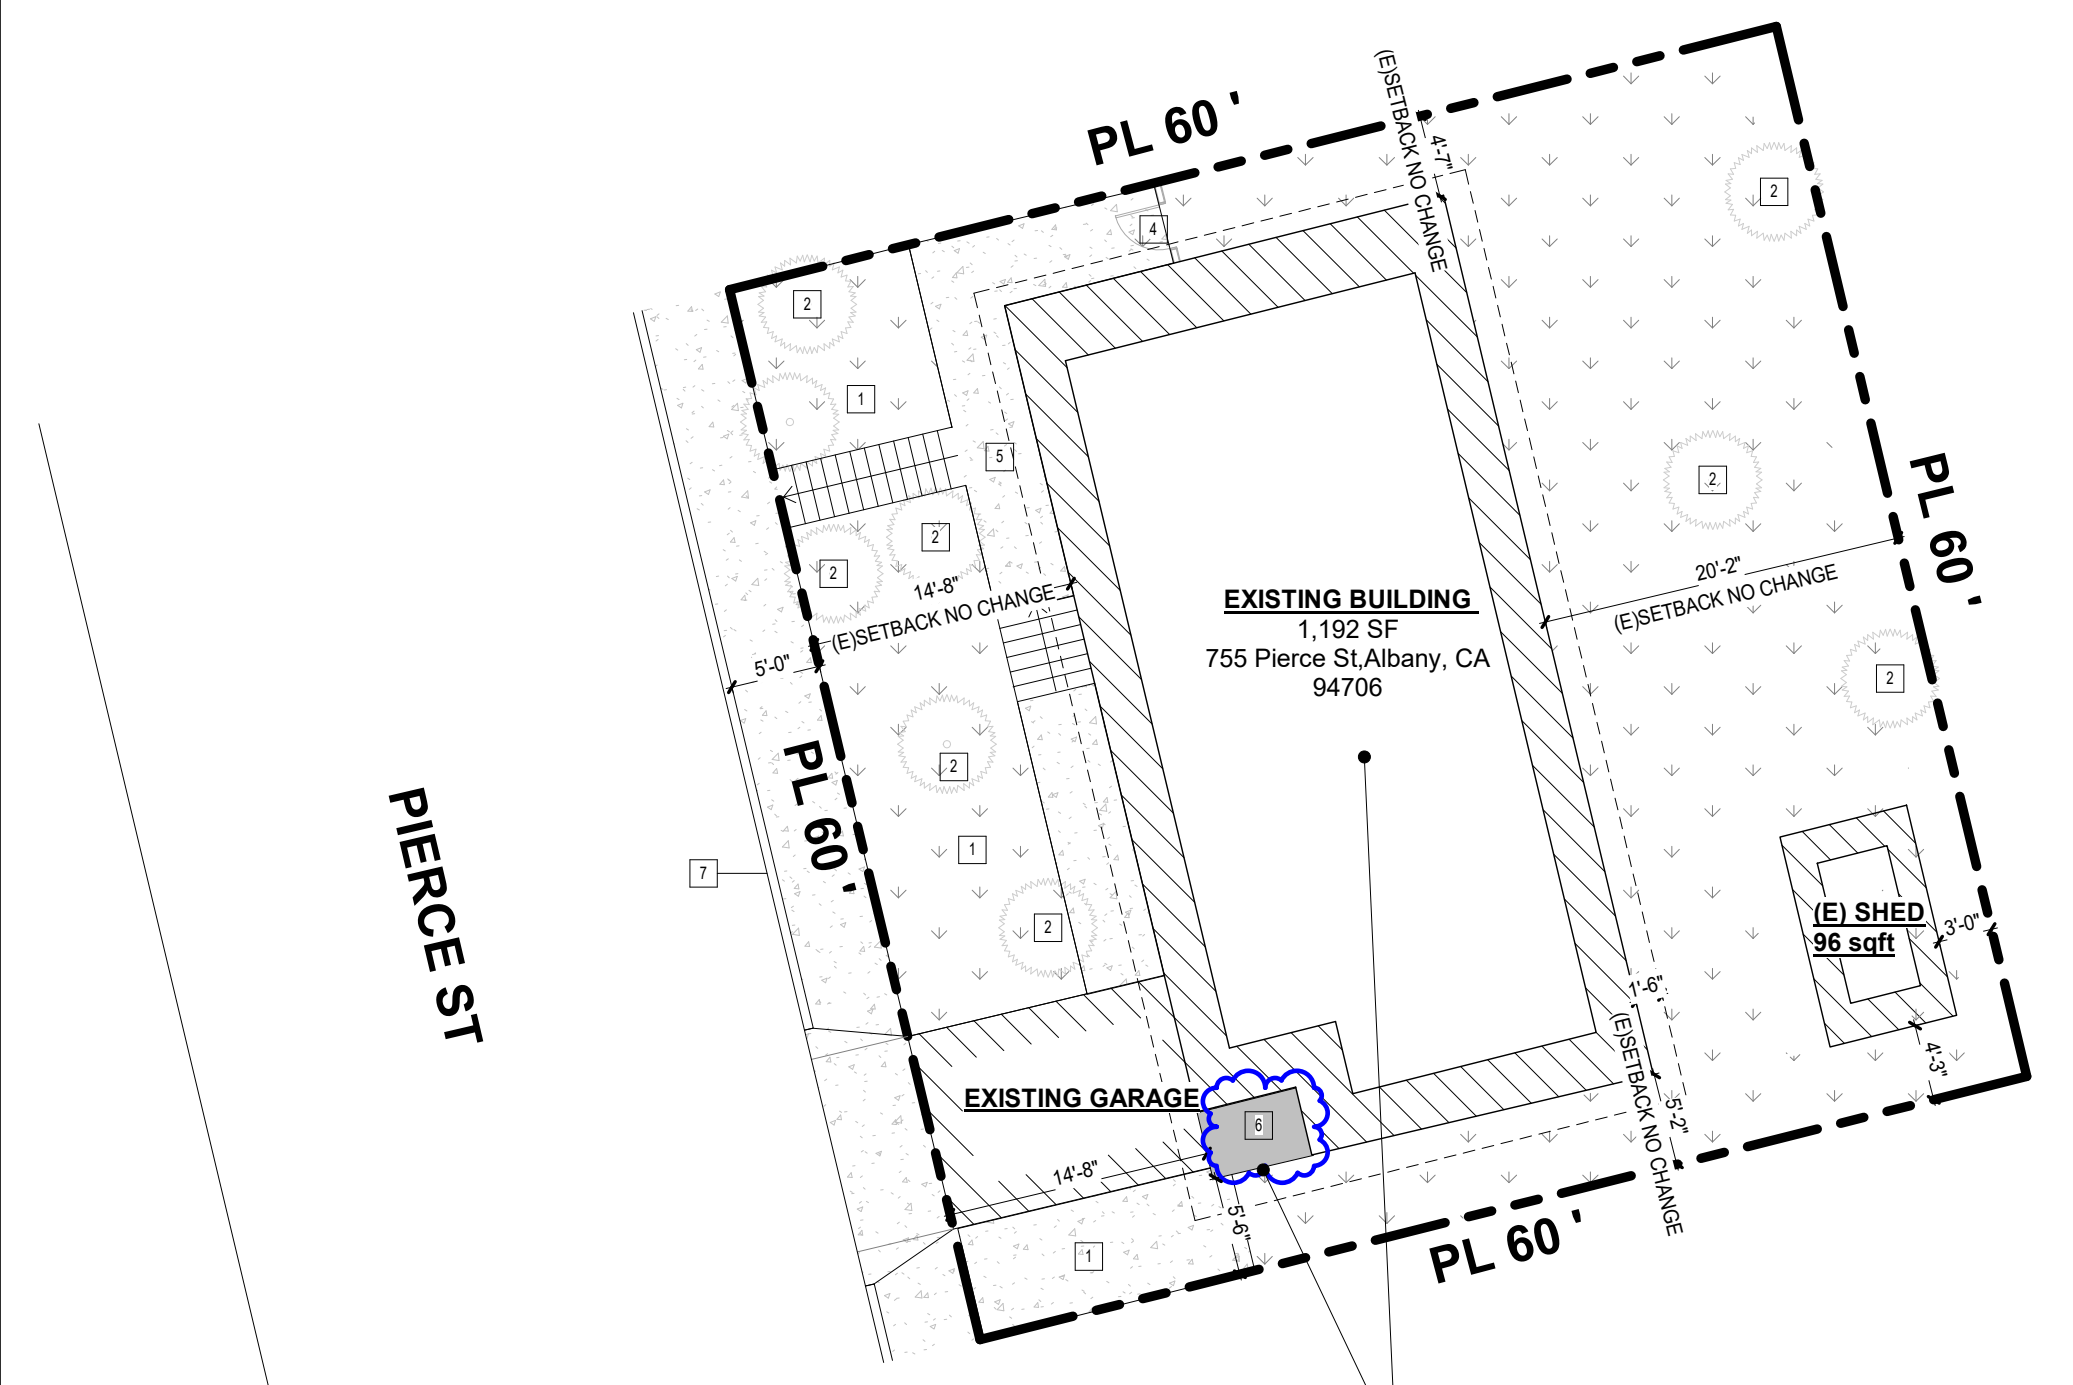 PL 60 '
(E)SETBACK NO CHANGE
4'-7"
2
4
2
1
5
2
2
2
14'-8"
(E)SETBACK NO CHANGE
5'-0"
PL 60 '
20'-2"
(E)SETBACK NO CHANGE
EXISTING BUILDING
1,192 SF
755 Pierce St,Albany, CA
94706
2
2
PL 60 '
PIERCE ST
7
1
2
(E) SHED
96 sqft
3'-0"
4'-3"
1'-6"
(E)SETBACK NO CHANGE
5'-2"
EXISTING GARAGE
6
14'-8"
5'-6"
1
PL 60 '